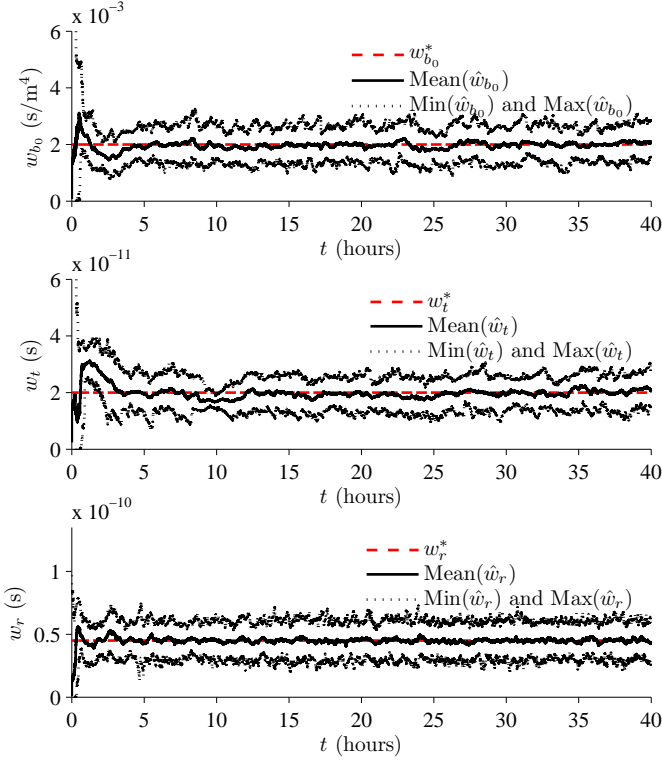 x 10⁻³
6
4
2
0
w_{b_0} (s/m⁴)
w*_{b_0}
Mean(ŵ_{b_0})
Min(ŵ_{b_0}) and Max(ŵ_{b_0})
0 5 10 15 20 25 30 35 40
t (hours)
x 10⁻¹¹
6
4
2
0
w_t (s)
w*_t
Mean(ŵ_t)
Min(ŵ_t) and Max(ŵ_t)
0 5 10 15 20 25 30 35 40
t (hours)
x 10⁻¹⁰
1
0.5
0
w_r (s)
w*_r
Mean(ŵ_r)
Min(ŵ_r) and Max(ŵ_r)
0 5 10 15 20 25 30 35 40
t (hours)